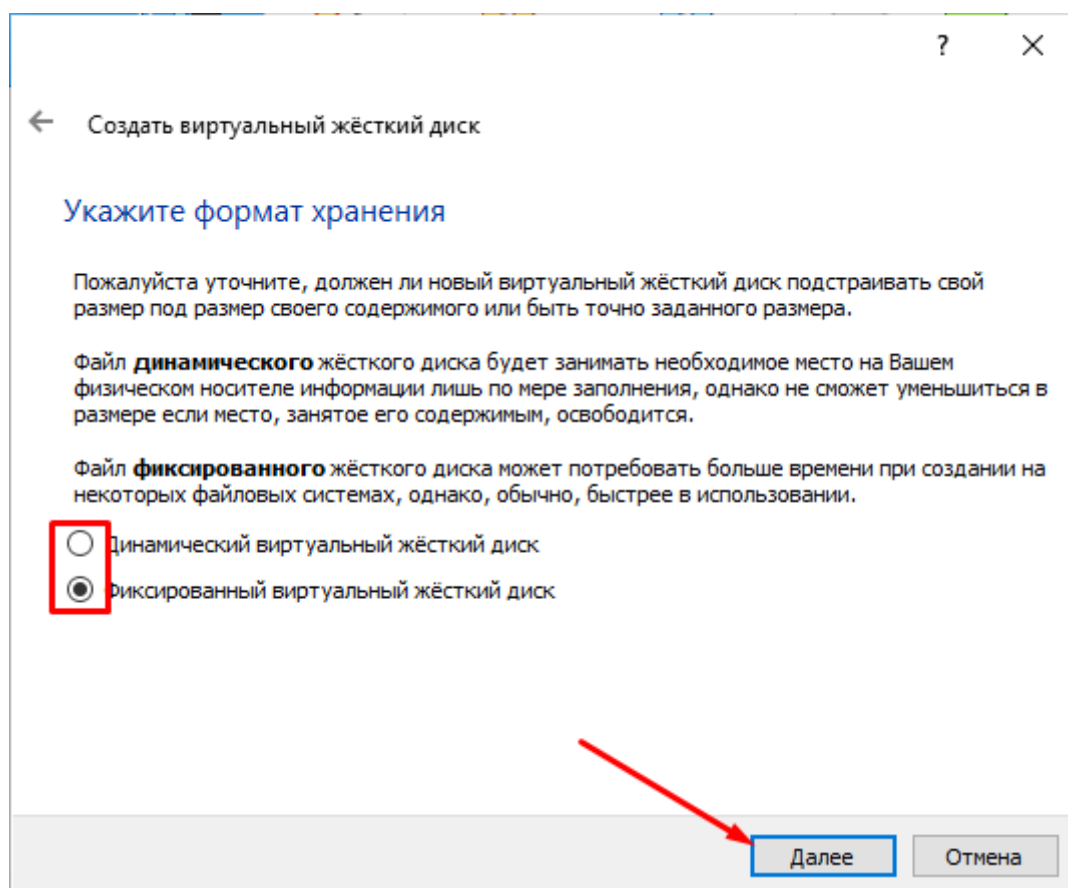 ?
Создать виртуальный жёсткий диск
Укажите формат хранения
Пожалуйста уточните, должен ли новый виртуальный жёсткий диск подстраивать свой
размер под размер своего содержимого или быть точно заданного размера.
Файл динамического жёсткого диска будет занимать необходимое место на Вашем
физическом носителе информации лишь по мере заполнения, однако не сможет уменьшиться в
размере если место, занятое его содержимым, освободится.
Файл фиксированного жёсткого диска может потребовать больше времени при создании на
некоторых файловых системах, однако, обычно, быстрее в использовании.
Динамический виртуальный жёсткий диск
Фиксированный виртуальный жёсткий диск
Далее
Отмена